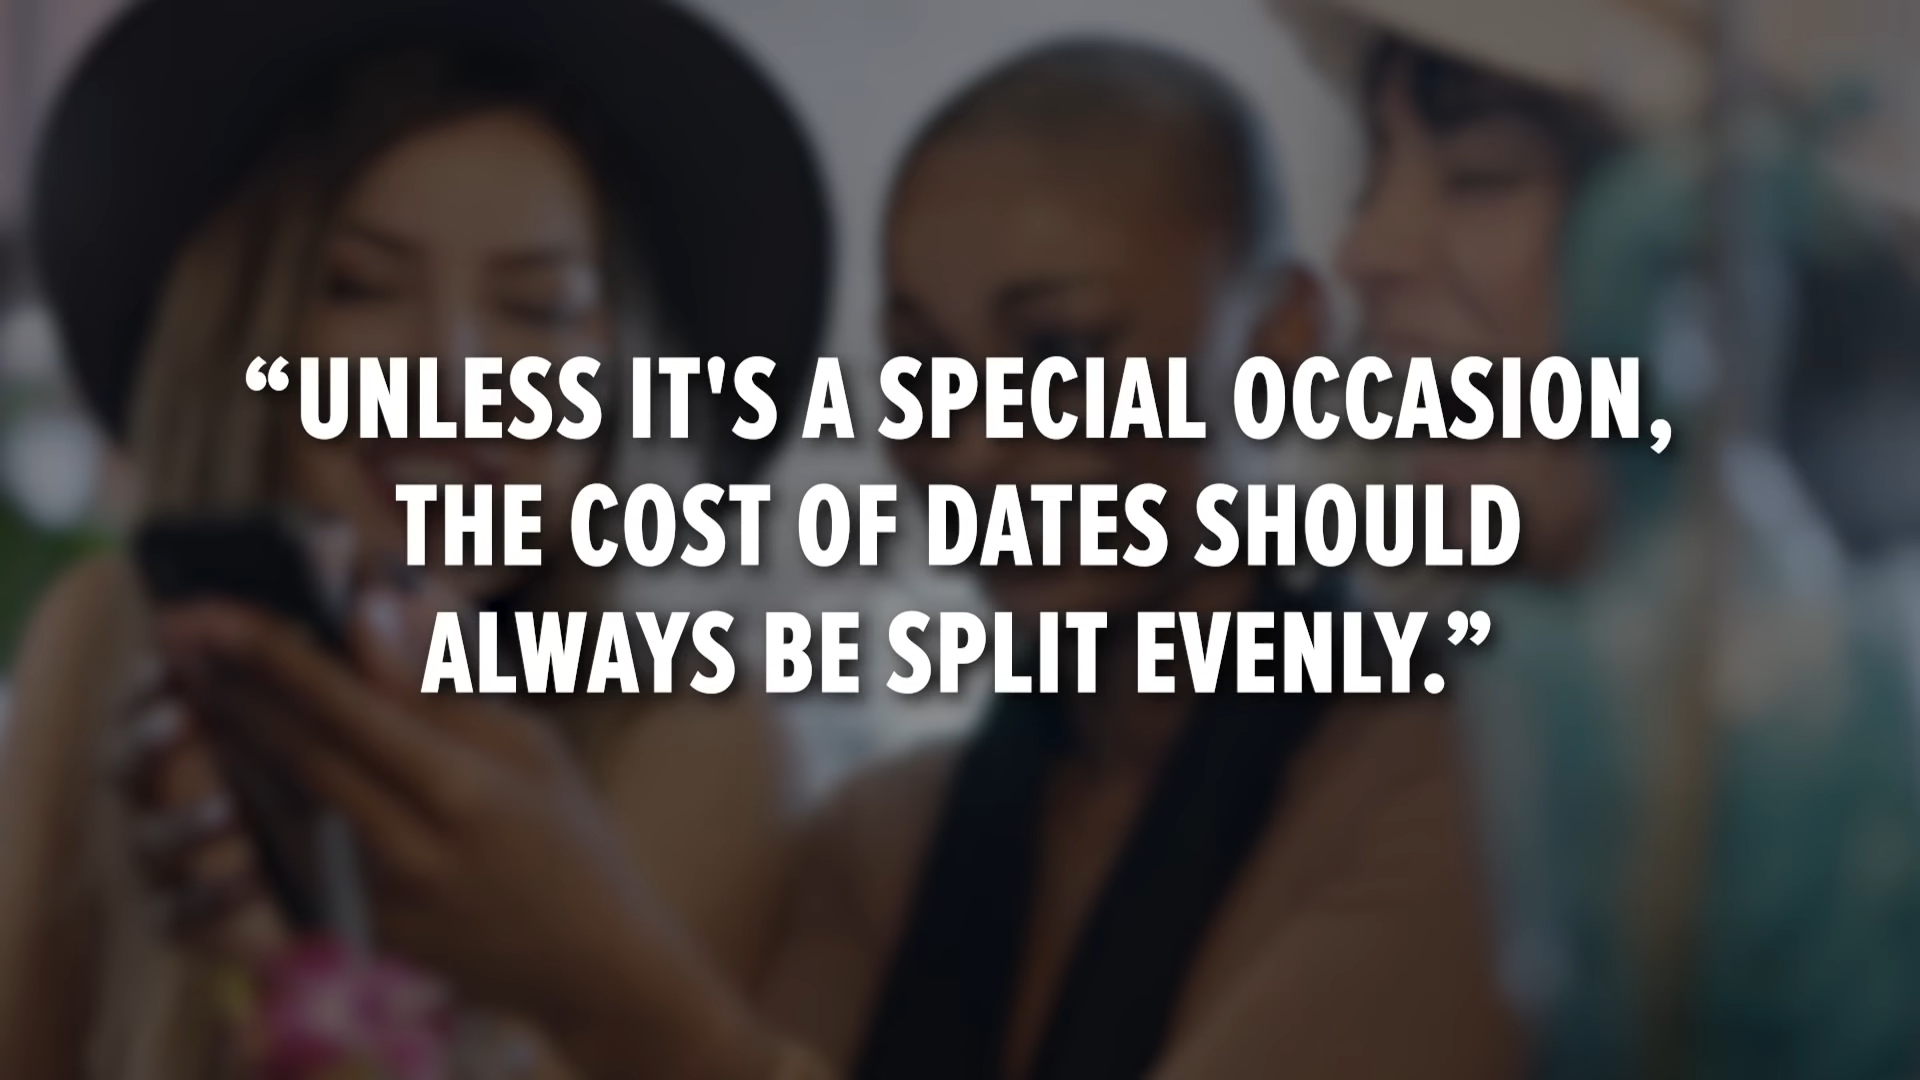 “UNLESS IT'S A SPECIAL OCCASION,
THE COST OF DATES SHOULD
ALWAYS BE SPLIT EVENLY.”